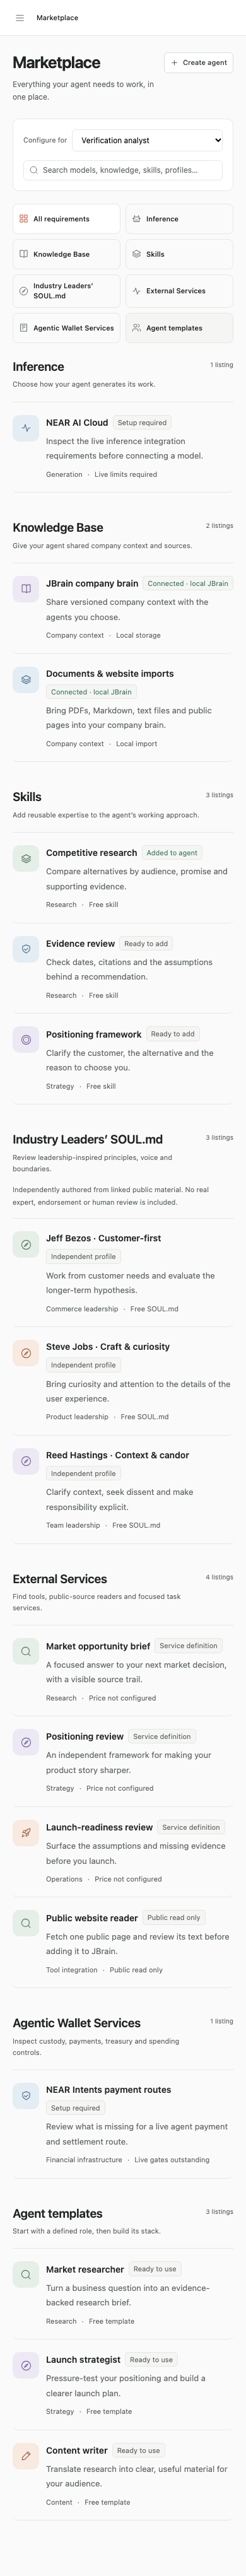 Marketplace
Marketplace
Create agent
Everything your agent needs to work, in
one place.
Configure for
Verification analyst
Search models, knowledge, skills, profiles...
All requirements
Inference
Knowledge Base
Skills
Industry Leaders’
SOUL.md
External Services
Agentic Wallet Services
Agent templates
Inference
1 listing
Choose how your agent generates its work.
NEAR AI Cloud
Setup required
Inspect the live inference integration
requirements before connecting a model.
Generation · Live limits required
Knowledge Base
2 listings
Give your agent shared company context and sources.
JBrain company brain
Connected · local JBrain
Share versioned company context with the
agents you choose.
Company context · Local storage
Documents & website imports
Connected · local JBrain
Bring PDFs, Markdown, text files and public
pages into your company brain.
Company context · Local import
Skills
3 listings
Add reusable expertise to the agent’s working approach.
Competitive research
Added to agent
Compare alternatives by audience, promise and
supporting evidence.
Research · Free skill
Evidence review
Ready to add
Check dates, citations and the assumptions
behind a recommendation.
Research · Free skill
Positioning framework
Ready to add
Clarify the customer, the alternative and the
reason to choose you.
Strategy · Free skill
Industry Leaders’ SOUL.md
3 listings
Review leadership-inspired principles, voice and
boundaries.
Independently authored from linked public material. No real
expert, endorsement or human review is included.
Jeff Bezos · Customer-first
Independent profile
Work from customer needs and evaluate the
longer-term hypothesis.
Commerce leadership · Free SOUL.md
Steve Jobs · Craft & curiosity
Independent profile
Bring curiosity and attention to the details of the
user experience.
Product leadership · Free SOUL.md
Reed Hastings · Context & candor
Independent profile
Clarify context, seek dissent and make
responsibility explicit.
Team leadership · Free SOUL.md
External Services
4 listings
Find tools, public-source readers and focused task
services.
Market opportunity brief
Service definition
A focused answer to your next market decision,
with a visible source trail.
Research · Price not configured
Positioning review
Service definition
An independent framework for making your
product story sharper.
Strategy · Price not configured
Launch-readiness review
Service definition
Surface the assumptions and missing evidence
before you launch.
Operations · Price not configured
Public website reader
Public read only
Fetch one public page and review its text before
adding it to JBrain.
Tool integration · Public read only
Agentic Wallet Services
1 listing
Inspect custody, payments, treasury and spending
controls.
NEAR Intents payment routes
Setup required
Review what is missing for a live agent payment
and settlement route.
Financial infrastructure · Live gates outstanding
Agent templates
3 listings
Start with a defined role, then build its stack.
Market researcher
Ready to use
Turn a business question into an evidence-
backed research brief.
Research · Free template
Launch strategist
Ready to use
Pressure-test your positioning and build a
clearer launch plan.
Strategy · Free template
Content writer
Ready to use
Translate research into clear, useful material for
your audience.
Content · Free template